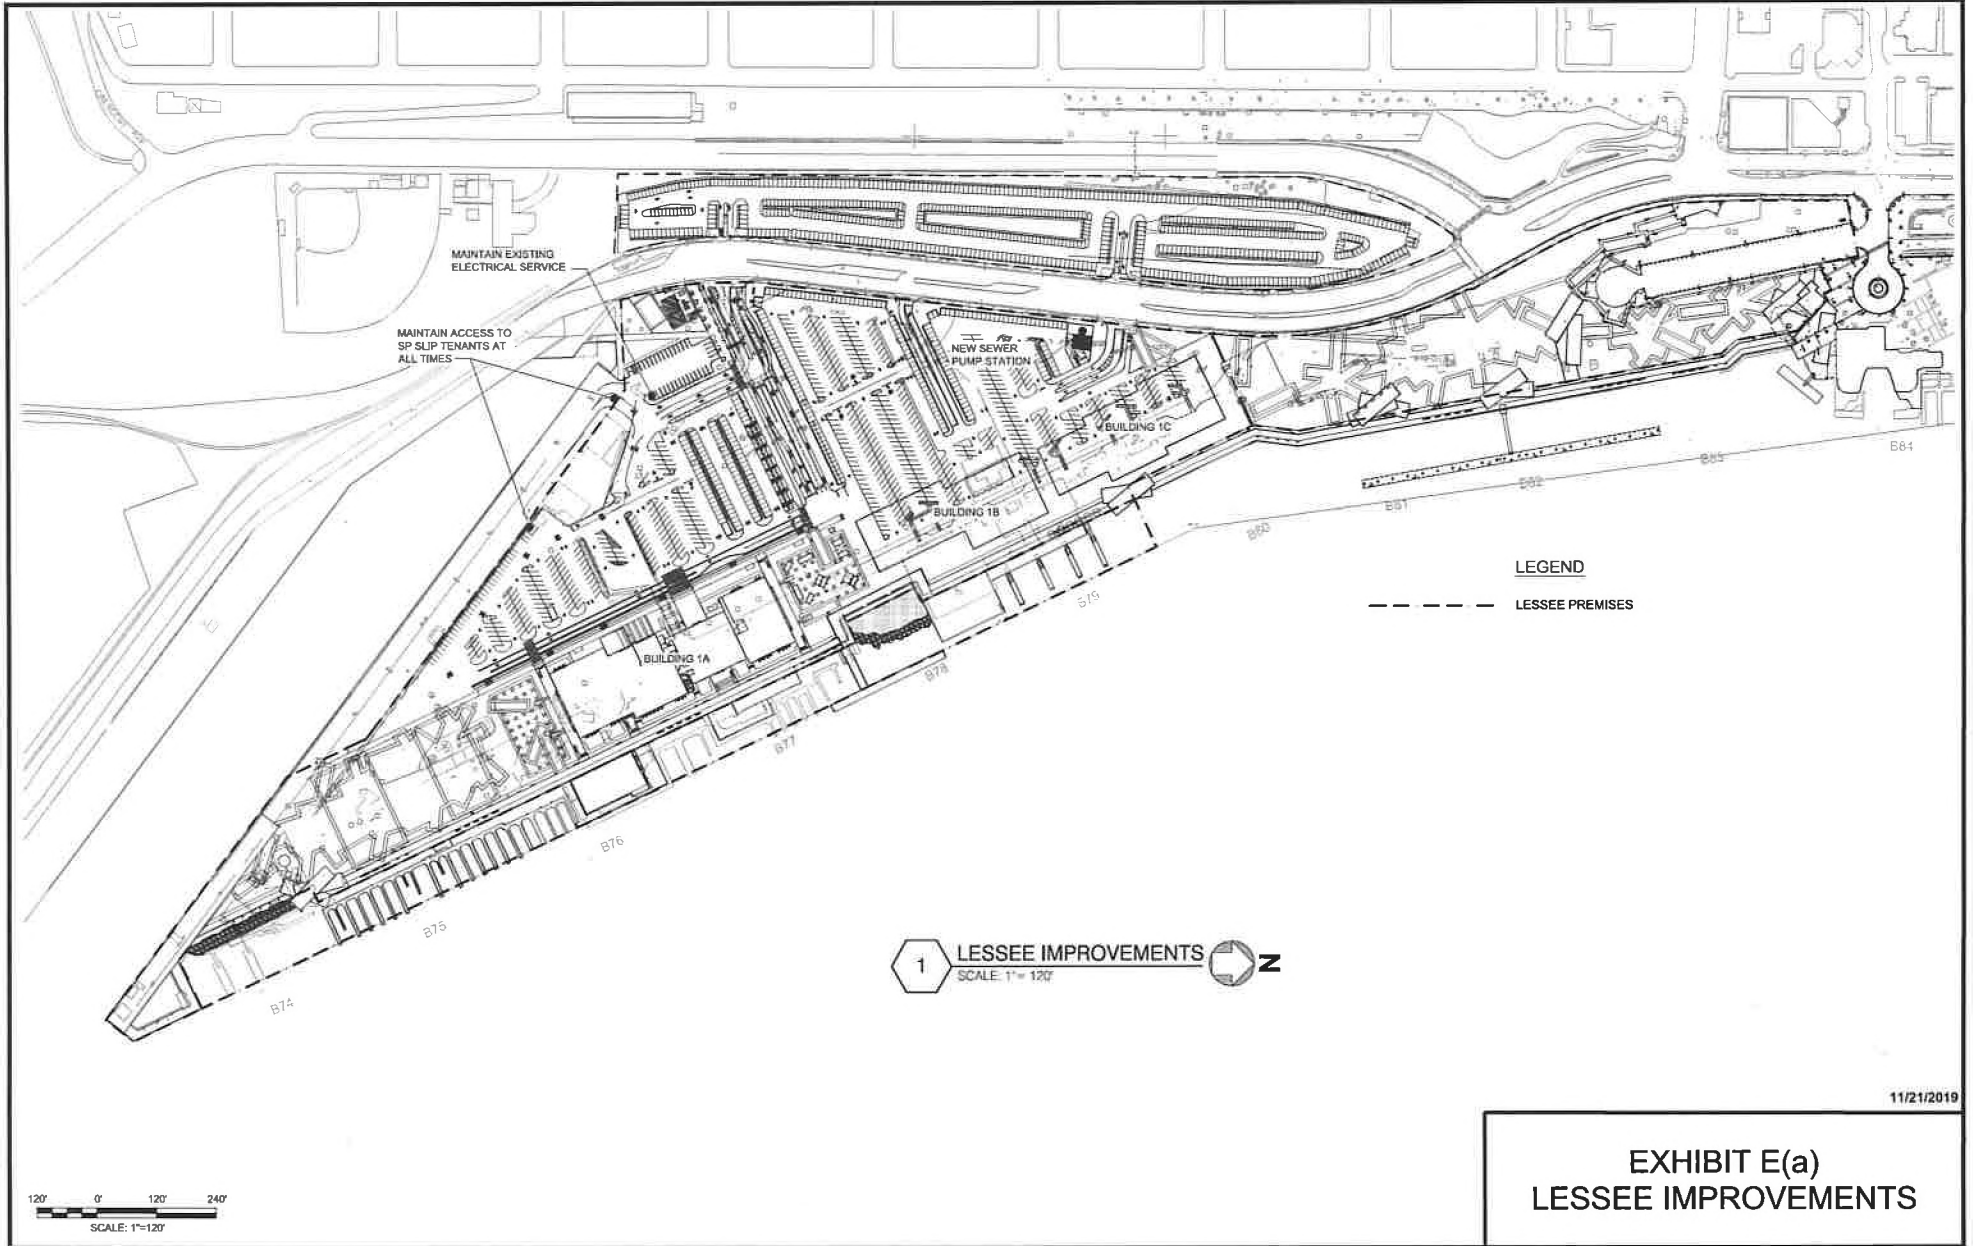 MAINTAIN EXISTING
ELECTRICAL SERVICE
MAINTAIN ACCESS TO
SP SLIP TENANTS AT
ALL TIMES
NEW SEWER
PUMP STATION
BUILDING 1C
BUILDING 1B
BUILDING 1A
B84
B83
B82
B81
B80
B79
B78
B77
B76
B75
B74
LEGEND
LESSEE PREMISES
1
LESSEE IMPROVEMENTS
SCALE: 1"= 120'
N
11/21/2019
EXHIBIT E(a)
LESSEE IMPROVEMENTS
120' 0' 120' 240'
SCALE: 1"=120'